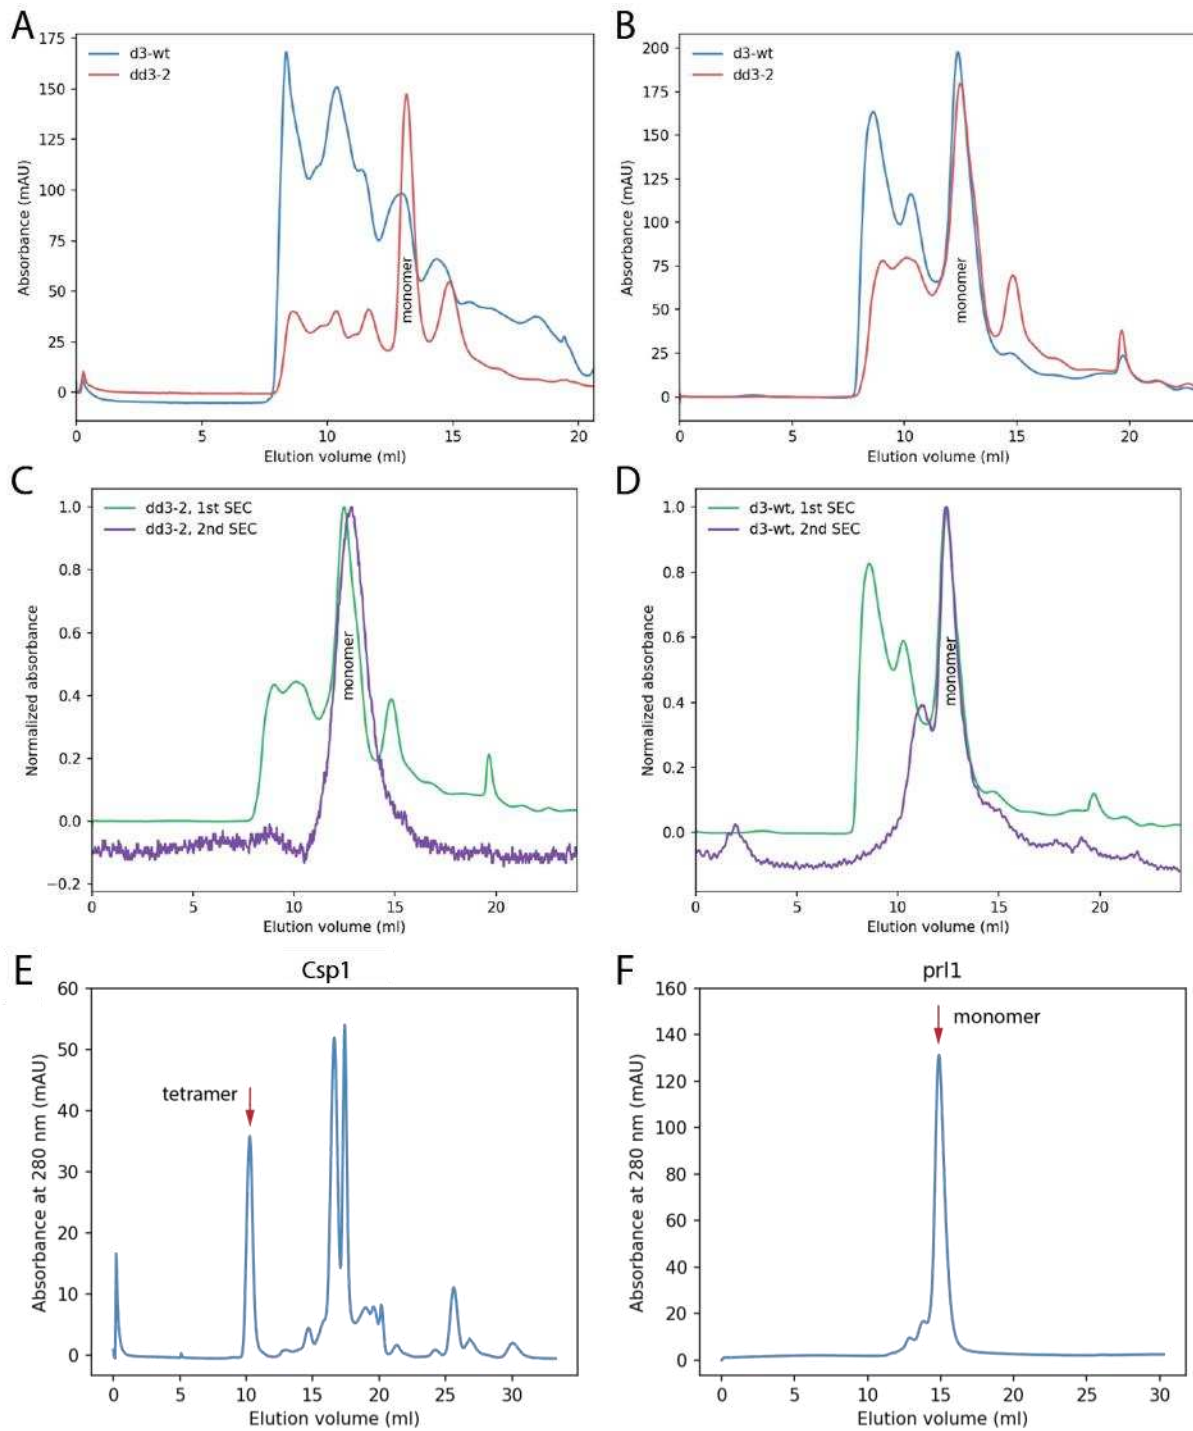 A
d3-wt
dd3-2
175
150
125
100
75
50
25
0
Absorbance (mAU)
monomer
0 5 10 15 20
Elution volume (ml)
B
d3-wt
dd3-2
200
175
150
125
100
75
50
25
0
Absorbance (mAU)
monomer
0 5 10 15 20
Elution volume (ml)
C
dd3-2, 1st SEC
dd3-2, 2nd SEC
1.0
0.8
0.6
0.4
0.2
0.0
−0.2
Normalized absorbance
monomer
0 5 10 15 20
Elution volume (ml)
D
d3-wt, 1st SEC
d3-wt, 2nd SEC
1.0
0.8
0.6
0.4
0.2
0.0
Normalized absorbance
monomer
0 5 10 15 20
Elution volume (ml)
E
Csp1
60
50
40
30
20
10
0
Absorbance at 280 nm (mAU)
tetramer
0 5 10 15 20 25 30
Elution volume (ml)
F
prl1
160
140
120
100
80
60
40
20
0
Absorbance at 280 nm (mAU)
monomer
0 5 10 15 20 25 30
Elution volume (ml)